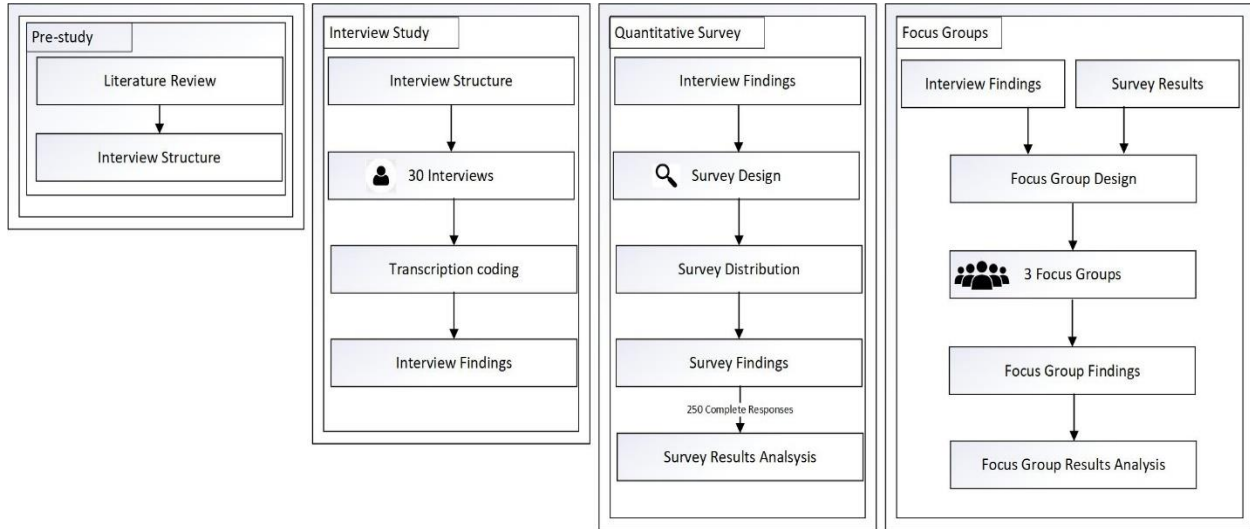 Pre-study
Literature Review
Interview Structure
Interview Study
Interview Structure
30 Interviews
Transcription coding
Interview Findings
Quantitative Survey
Interview Findings
Survey Design
Survey Distribution
Survey Findings
250 Complete Responses
Survey Results Analsysis
Focus Groups
Interview Findings
Survey Results
Focus Group Design
3 Focus Groups
Focus Group Findings
Focus Group Results Analysis